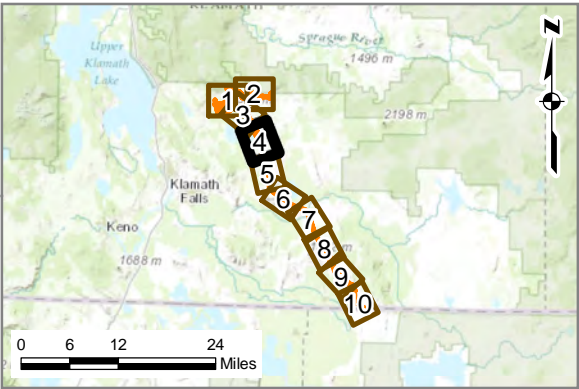 KLAMATH
Upper
Klamath
Lake
Sprague River
1496 m
N
2198 m
1
2
3
4
5
6
7
8
9
10
Klamath
Falls
Keno
1688 m
m
0 6 12 24
Miles